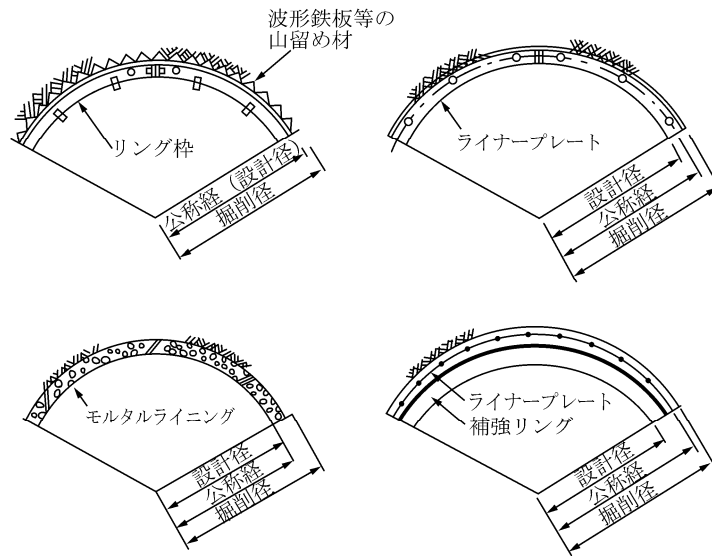 波形鉄板等の
山留め材
リング枠
公称経（設計径）
掘削径
ライナープレート
設計径
公称経
掘削径
モルタルライニング
設計径
公称経
掘削径
ライナープレート
補強リング
設計径
公称経
掘削径